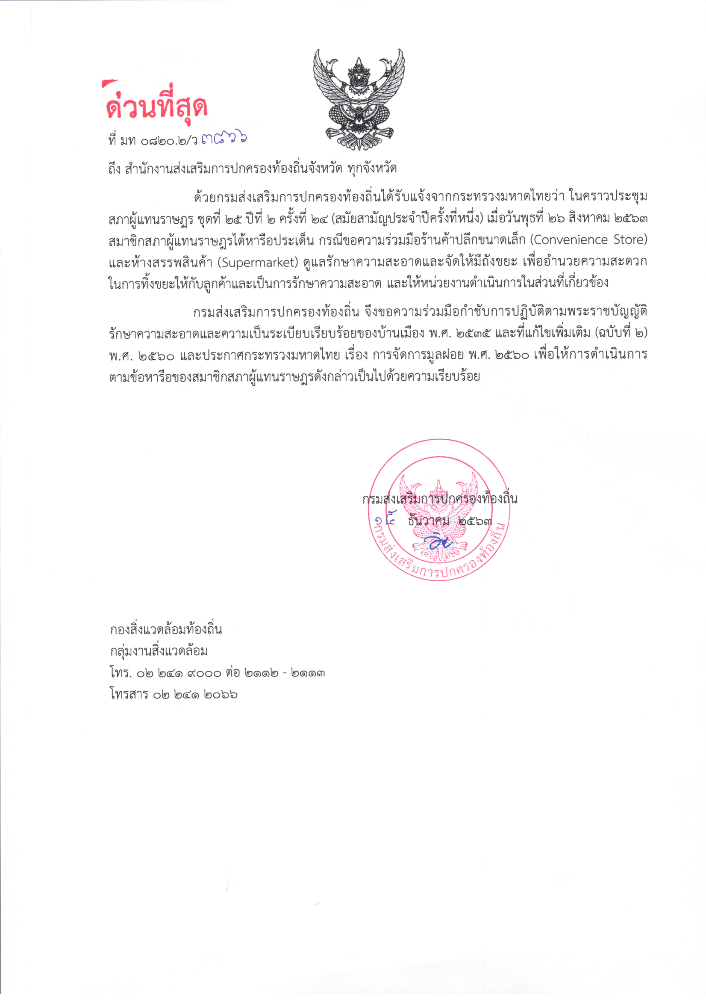 ด่วนที่สุด
ที่ มท ๐๘๒๐.๒/ว ๓๘๖๖
ถึง สำนักงานส่งเสริมการปกครองท้องถิ่นจังหวัด ทุกจังหวัด
ด้วยกรมส่งเสริมการปกครองท้องถิ่นได้รับแจ้งจากกระทรวงมหาดไทยว่า ในคราวประชุม
สภาผู้แทนราษฎร ชุดที่ ๒๕ ปีที่ ๒ ครั้งที่ ๒๔ (สมัยสามัญประจำปีครั้งที่หนึ่ง) เมื่อวันพุธที่ ๒๖ สิงหาคม ๒๕๖๓
สมาชิกสภาผู้แทนราษฎรได้หารือประเด็น กรณีขอความร่วมมือร้านค้าปลีกขนาดเล็ก (Convenience Store)
และห้างสรรพสินค้า (Supermarket) ดูแลรักษาความสะอาดและจัดให้มีถังขยะ เพื่ออำนวยความสะดวก
ในการทิ้งขยะให้กับลูกค้าและเป็นการรักษาความสะอาด และให้หน่วยงานดำเนินการในส่วนที่เกี่ยวข้อง
กรมส่งเสริมการปกครองท้องถิ่น จึงขอความร่วมมือกำชับการปฏิบัติตามพระราชบัญญัติ
รักษาความสะอาดและความเป็นระเบียบเรียบร้อยของบ้านเมือง พ.ศ. ๒๕๓๕ และที่แก้ไขเพิ่มเติม (ฉบับที่ ๒)
พ.ศ. ๒๕๖๐ และประกาศกระทรวงมหาดไทย เรื่อง การจัดการมูลฝอย พ.ศ. ๒๕๖๐ เพื่อให้การดำเนินการ
ตามข้อหารือของสมาชิกสภาผู้แทนราษฎรดังกล่าวเป็นไปด้วยความเรียบร้อย
กรมส่งเสริมการปกครองท้องถิ่น
ธันวาคม ๒๕๖๓
กรมส่งเสริมการปกครองท้องถิ่น
กองสิ่งแวดล้อมท้องถิ่น
กลุ่มงานสิ่งแวดล้อม
โทร. ๐๒ ๒๔๑ ๙๐๐๐ ต่อ ๒๑๑๒ - ๒๑๑๓
โทรสาร ๐๒ ๒๔๑ ๒๐๖๖